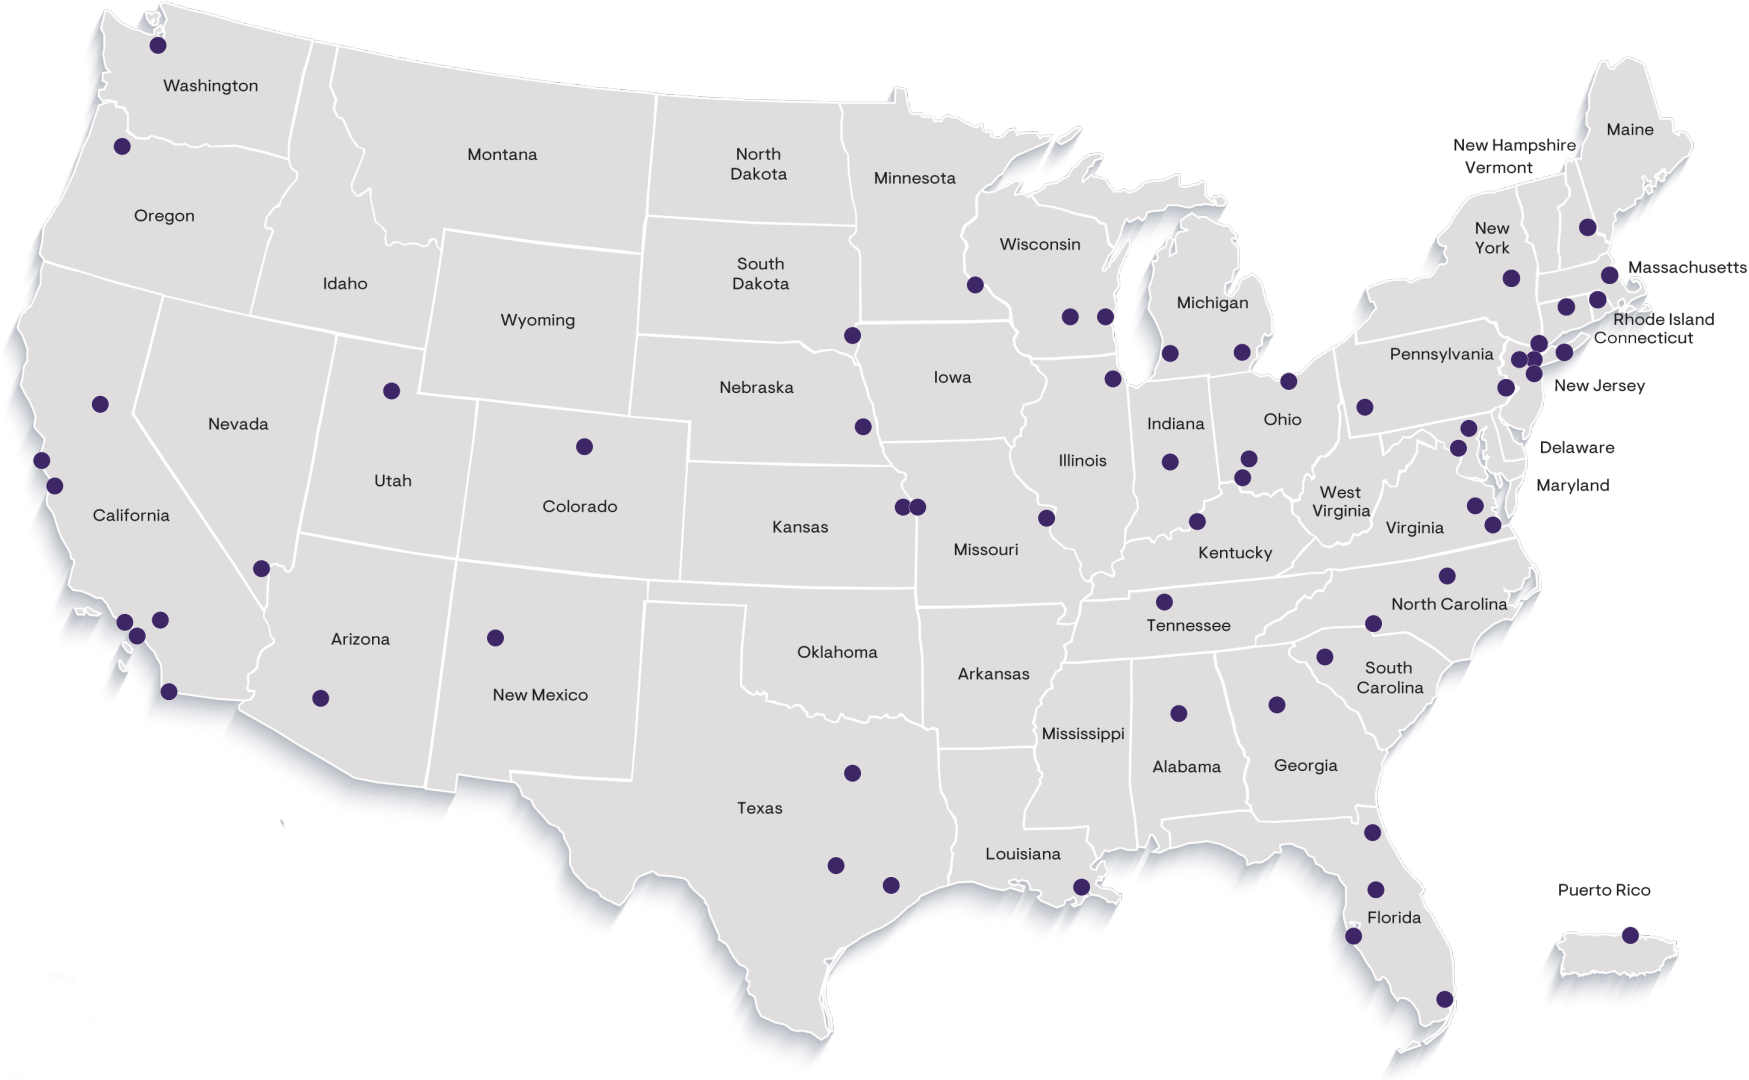 Washington
Montana
North
Dakota
Minnesota
New Hampshire
Vermont
Maine
Oregon
Idaho
Wyoming
South
Dakota
Wisconsin
Michigan
New
York
Massachusetts
Rhode Island
Connecticut
Pennsylvania
New Jersey
Nebraska
Iowa
Nevada
Utah
Colorado
Kansas
Missouri
Illinois
Indiana
Ohio
West
Virginia
Virginia
Delaware
Maryland
California
Kentucky
Arizona
New Mexico
Oklahoma
Arkansas
Tennessee
North Carolina
South
Carolina
Mississippi
Alabama
Georgia
Texas
Louisiana
Florida
Puerto Rico